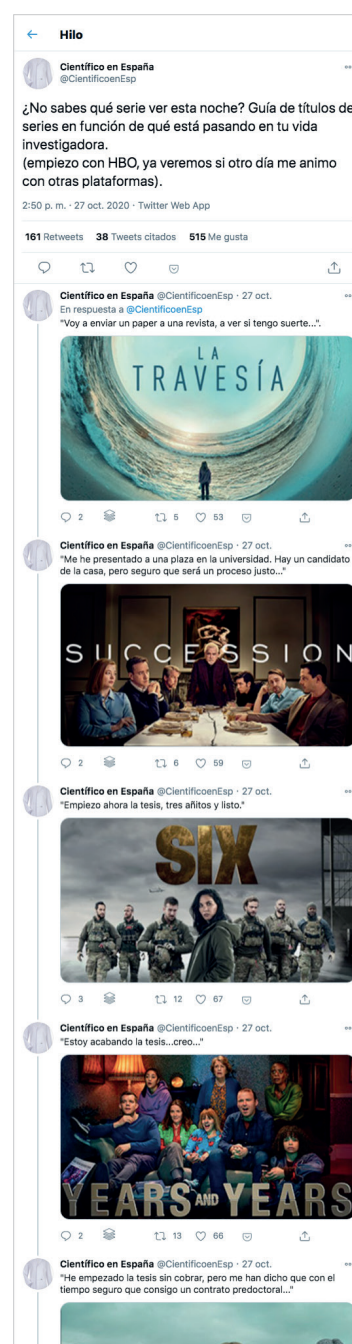 ← Hilo
Científico en España
@CientificoenEsp
¿No sabes qué serie ver esta noche? Guía de títulos de
series en función de qué está pasando en tu vida
investigadora.
(empiezo con HBO, ya veremos si otro día me animo
con otras plataformas).
2:50 p. m. · 27 oct. 2020 · Twitter Web App
161 Retweets 38 Tweets citados 515 Me gusta
Científico en España @CientificoenEsp · 27 oct.
En respuesta a @CientificoenEsp
"Voy a enviar un paper a una revista, a ver si tengo suerte...".
LA
TRAVESÍA
2 5 53
Científico en España @CientificoenEsp · 27 oct.
"Me he presentado a una plaza en la universidad. Hay un candidato
de la casa, pero seguro que será un proceso justo..."
SUCCESSION
2 6 59
Científico en España @CientificoenEsp · 27 oct.
"Empiezo ahora la tesis, tres añitos y listo."
SIX
3 12 67
Científico en España @CientificoenEsp · 27 oct.
"Estoy acabando la tesis...creo..."
YEARS AND YEARS
2 13 66
Científico en España @CientificoenEsp · 27 oct.
"He empezado la tesis sin cobrar, pero me han dicho que con el
tiempo seguro que consigo un contrato predoctoral..."